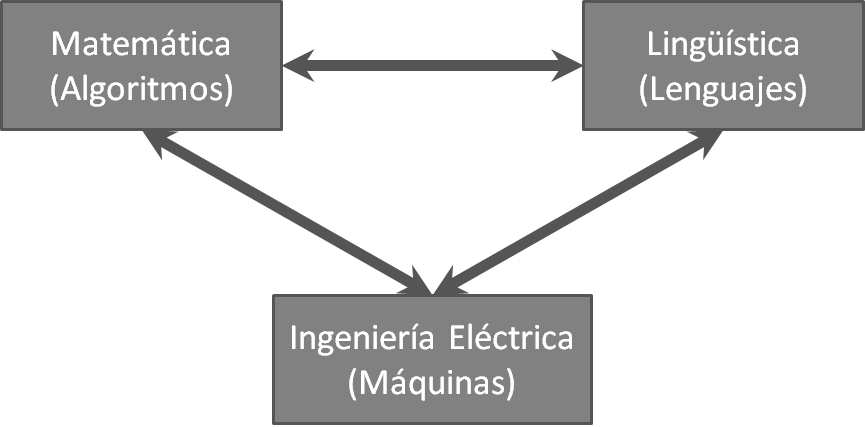 Matemática
(Algoritmos)
Lingüística
(Lenguajes)
Ingeniería Eléctrica
(Máquinas)